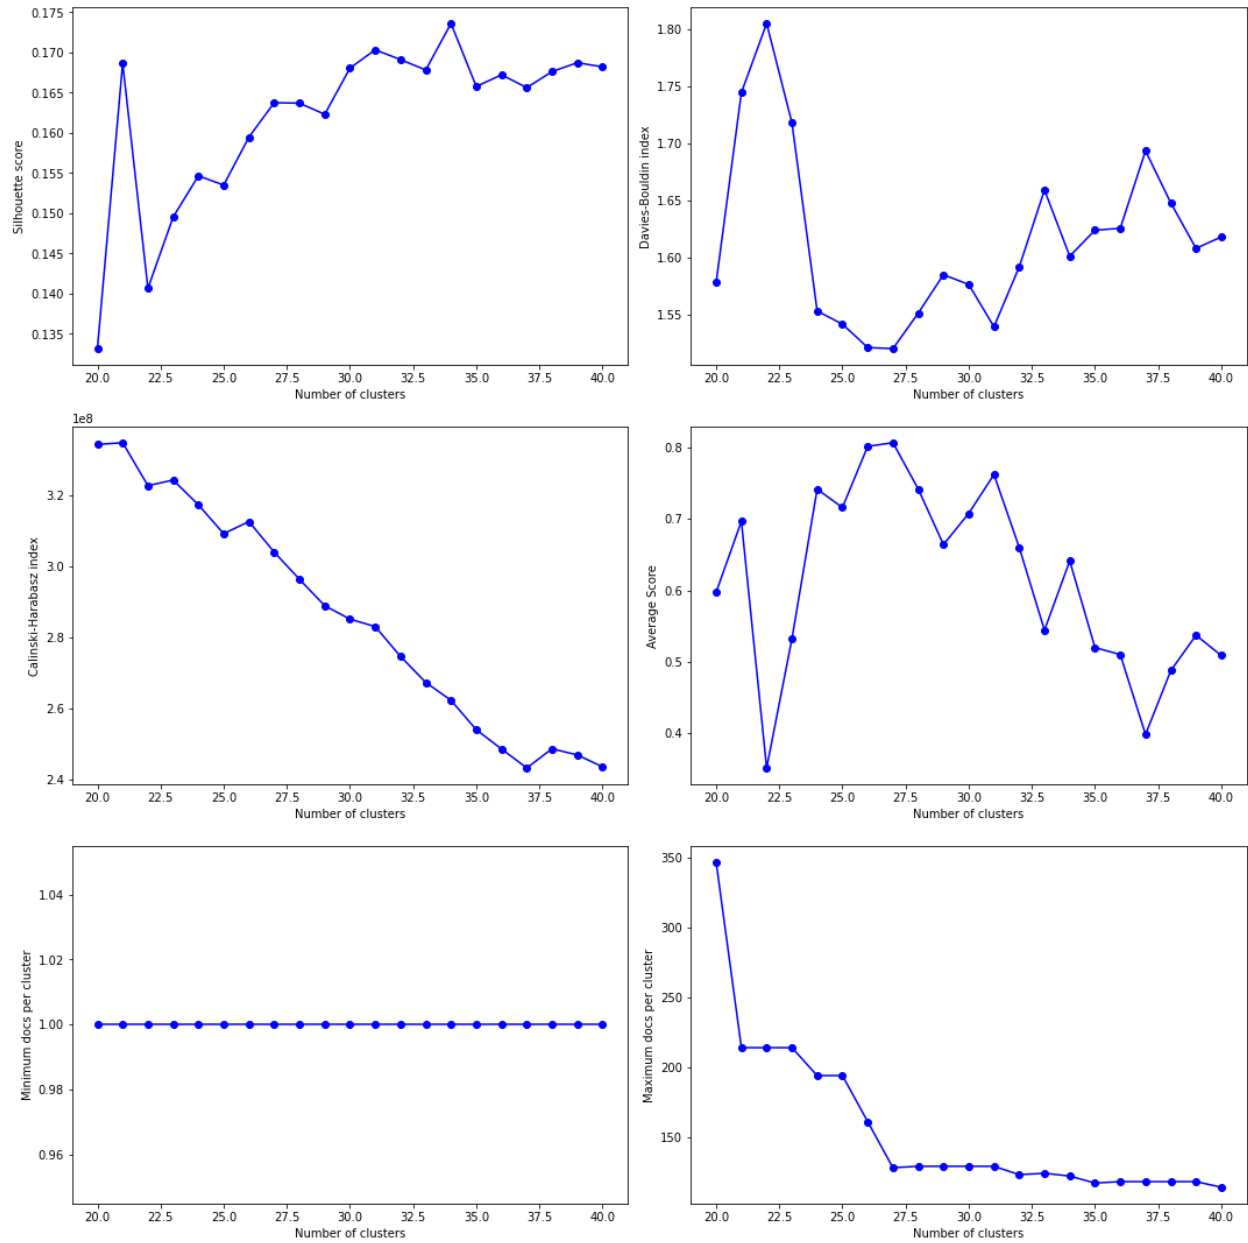 0.175
0.170
0.165
0.160
0.155
0.150
0.145
0.140
0.135
Silhouette score
20.0 22.5 25.0 27.5 30.0 32.5 35.0 37.5 40.0
Number of clusters
1.80
1.75
1.70
1.65
1.60
1.55
Davies-Bouldin index
20.0 22.5 25.0 27.5 30.0 32.5 35.0 37.5 40.0
Number of clusters
1e8
3.2
3.0
2.8
2.6
2.4
Calinski-Harabasz index
20.0 22.5 25.0 27.5 30.0 32.5 35.0 37.5 40.0
Number of clusters
0.8
0.7
0.6
0.5
0.4
Average Score
20.0 22.5 25.0 27.5 30.0 32.5 35.0 37.5 40.0
Number of clusters
1.04
1.02
1.00
0.98
0.96
Minimum docs per cluster
20.0 22.5 25.0 27.5 30.0 32.5 35.0 37.5 40.0
Number of clusters
350
300
250
200
150
Maximum docs per cluster
20.0 22.5 25.0 27.5 30.0 32.5 35.0 37.5 40.0
Number of clusters